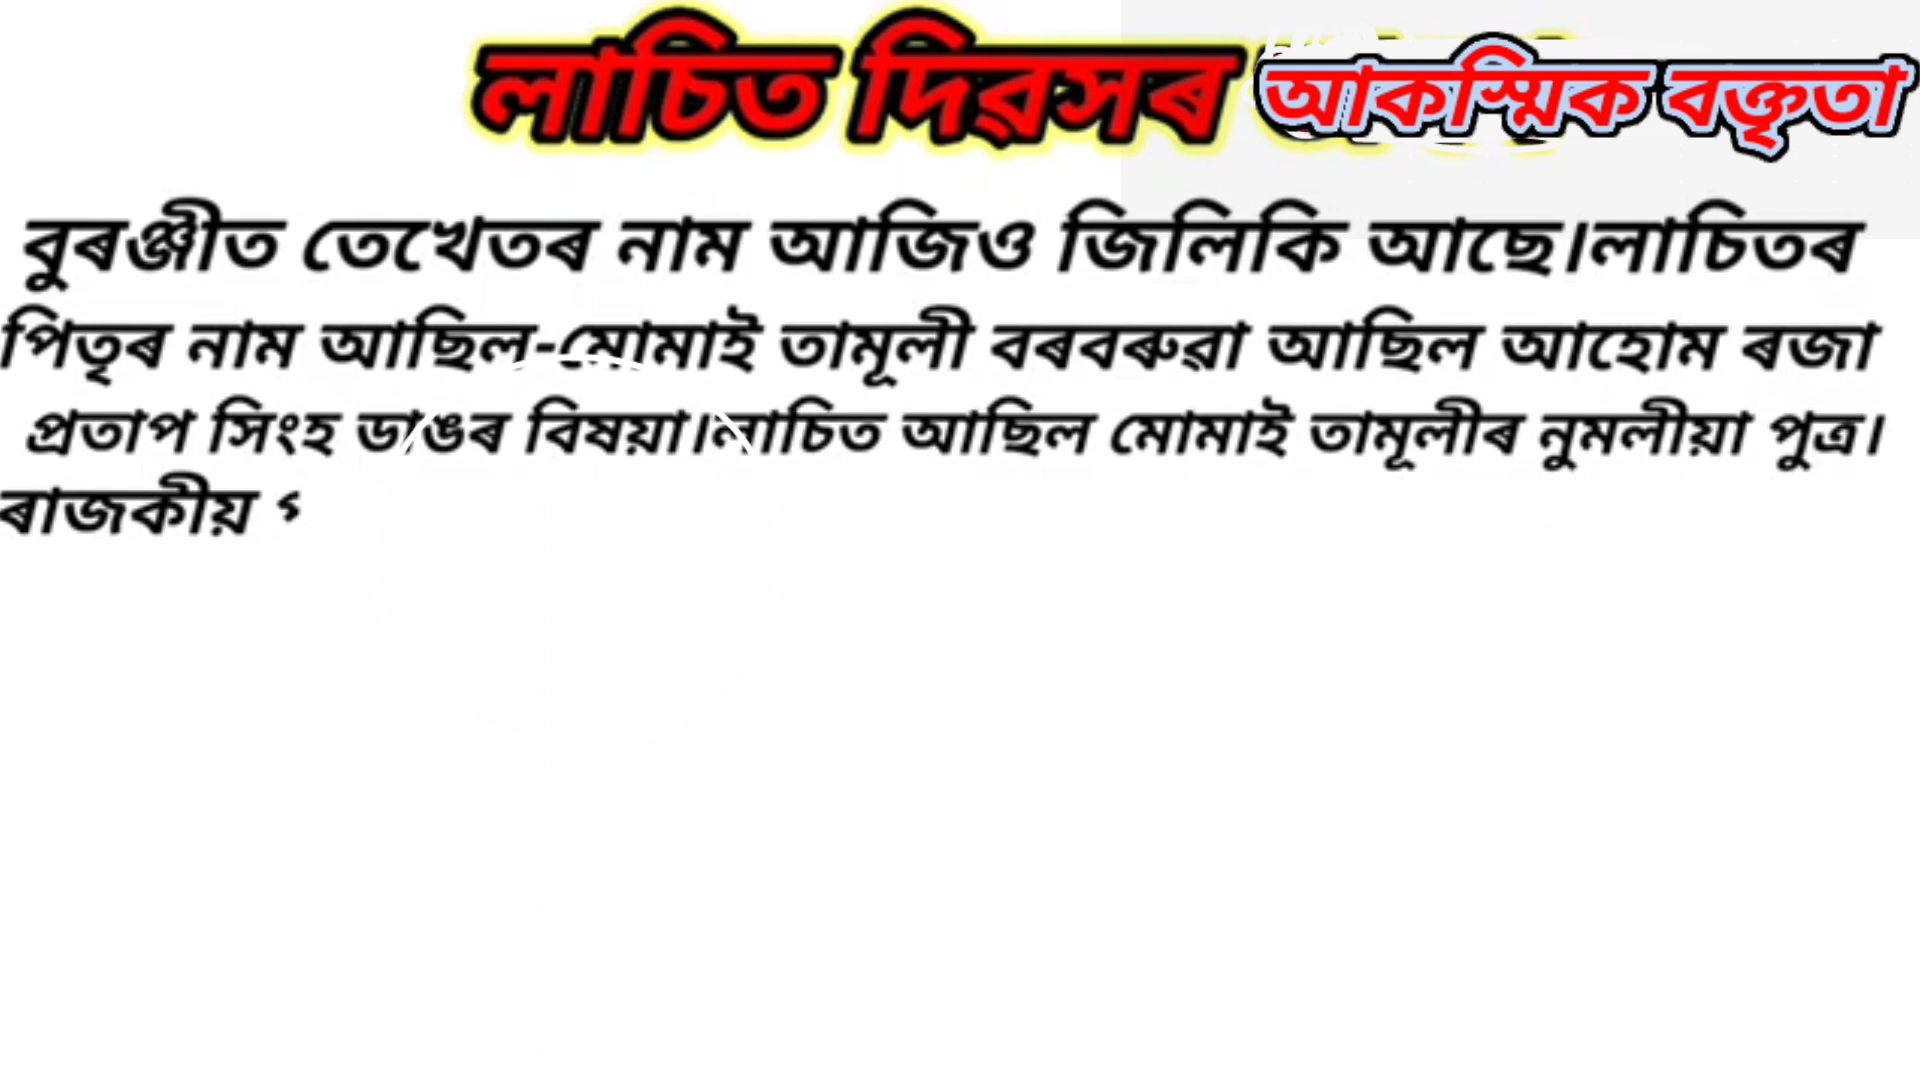 লাচিত দিৱসৰ আকস্মিক বক্তৃতা
বুৰঞ্জীত তেখেতৰ নাম আজিও জিলিকি আছে।লাচিতৰ
পিতৃৰ নাম আছিল-মোমাই তামূলী বৰবৰুৱা আছিল আহোম ৰজা
প্ৰতাপ সিংহ ডাঙৰ বিষয়া।লাচিত আছিল মোমাই তামূলীৰ নুমলীয়া পুত্ৰ।
ৰাজকীয়